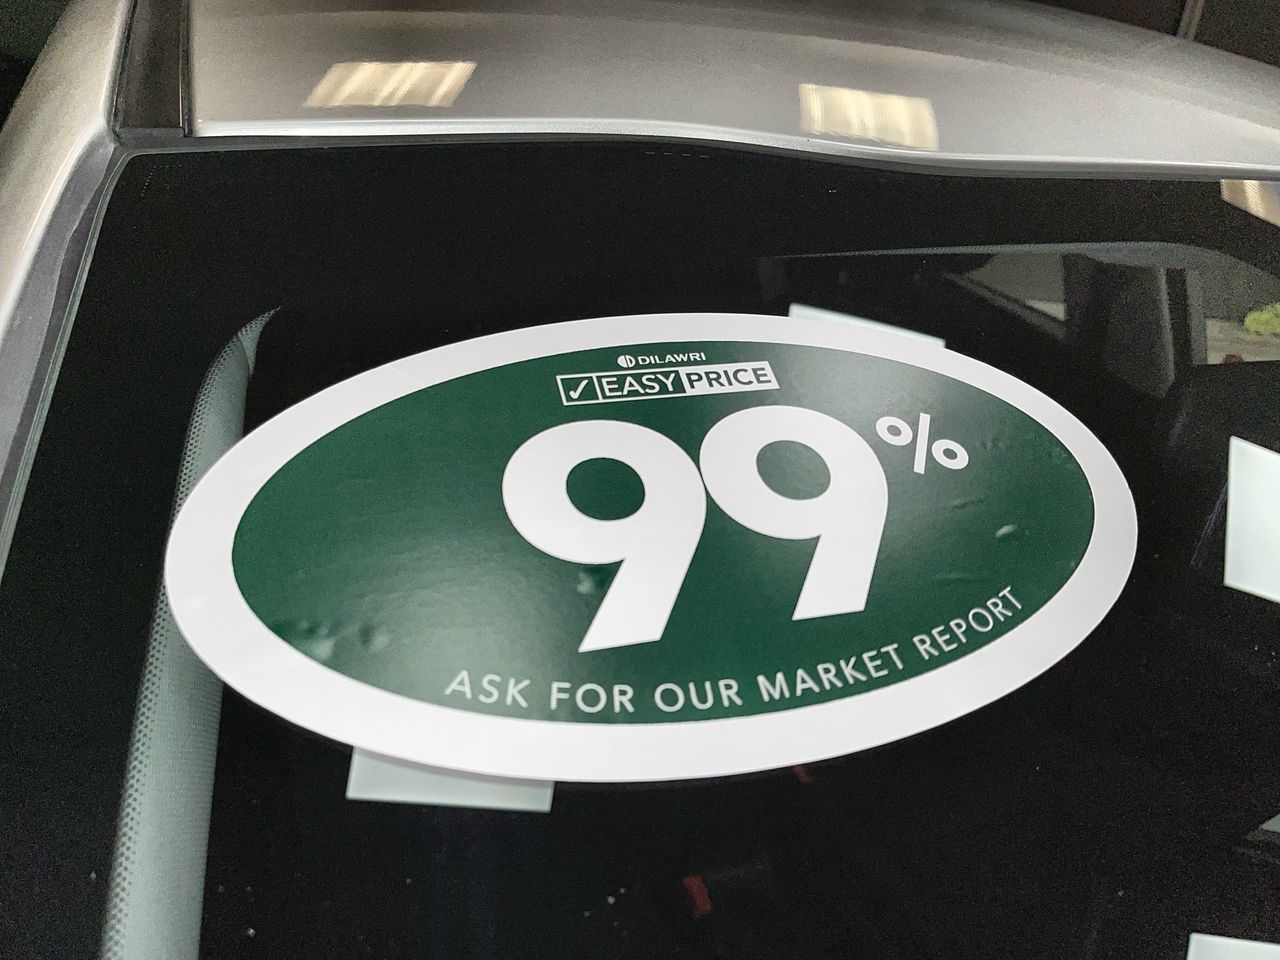 DILAWRI
✓ EASY PRICE
99%
ASK FOR OUR MARKET REPORT